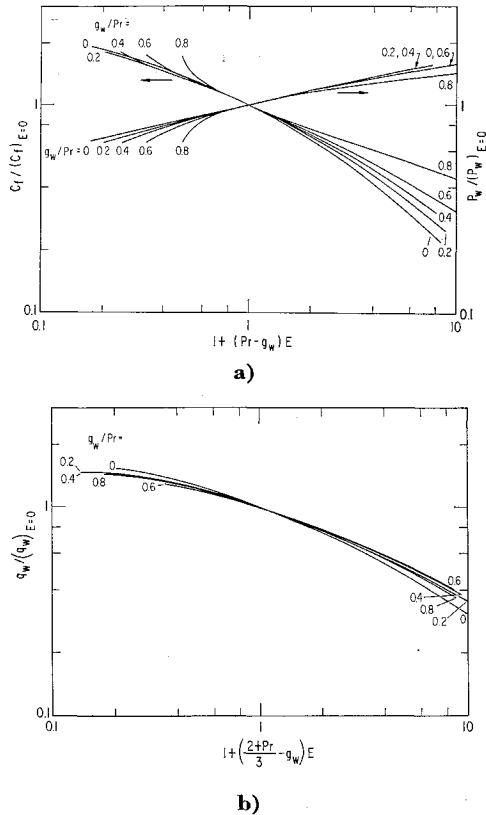 g_w/Pr =
0 0.4 0.6 0.8
0.2
0.2, 0.4 0, 0.6
0.8
1
1
C_f/(C_f)_{E=0}
P_w/(P_w)_{E=0}
g_w/Pr = 0 0.2 0.4 0.6 0.8
0.8
0.6
0.4
0 0.2
0.1
0.1
0.1 1 10
1 + (Pr - g_w) E
a)
g_w/Pr =
0.2 0
0.4 0.8 0.6
1
q_w/(q_w)_{E=0}
0.6
0.4
0.8
0.2 0
0.1
0.1 1 10
1 + (\frac{2+Pr}{3} - g_w) E
b)